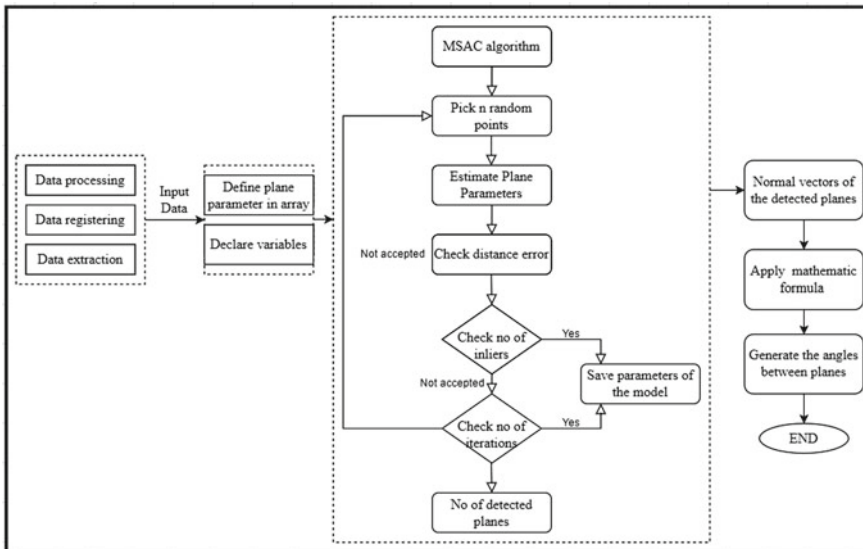 Data processing
Data registering
Data extraction
Input
Data
Define plane
parameter in array
Declare variables
MSAC algorithm
Pick n random
points
Estimate Plane
Parameters
Not accepted
Check distance error
Check no of
inliers
Yes
Save parameters of
the model
Not accepted
Check no of
iterations
Yes
No of detected
planes
Normal vectors of
the detected planes
Apply mathematic
formula
Generate the angles
between planes
END